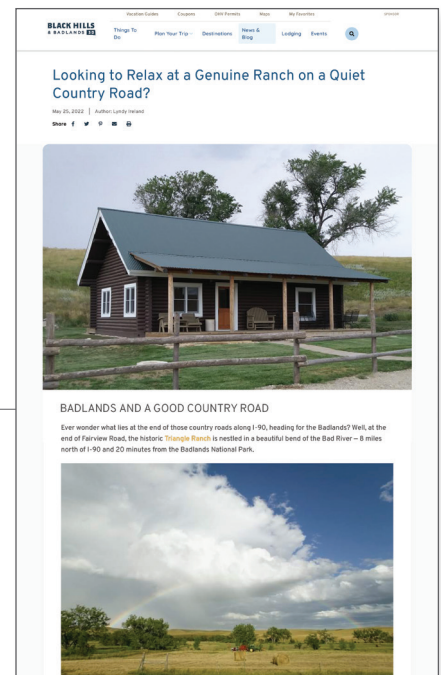 Vacation Guides Coupons OHV Permits Maps My Favorites
BLACK HILLS
& BADLANDS SD
Things To Do
Plan Your Trip
Destinations
News & Blog
Lodging
Events
Looking to Relax at a Genuine Ranch on a Quiet
Country Road?
May 25, 2022 | Author: Lyndy Ireland
Share
BADLANDS AND A GOOD COUNTRY ROAD
Ever wonder what lies at the end of those country roads along I-90, heading for the Badlands? Well, at the
end of Fairview Road, the historic Triangle Ranch is nestled in a beautiful bend of the Bad River — 8 miles
north of I-90 and 20 minutes from the Badlands National Park.